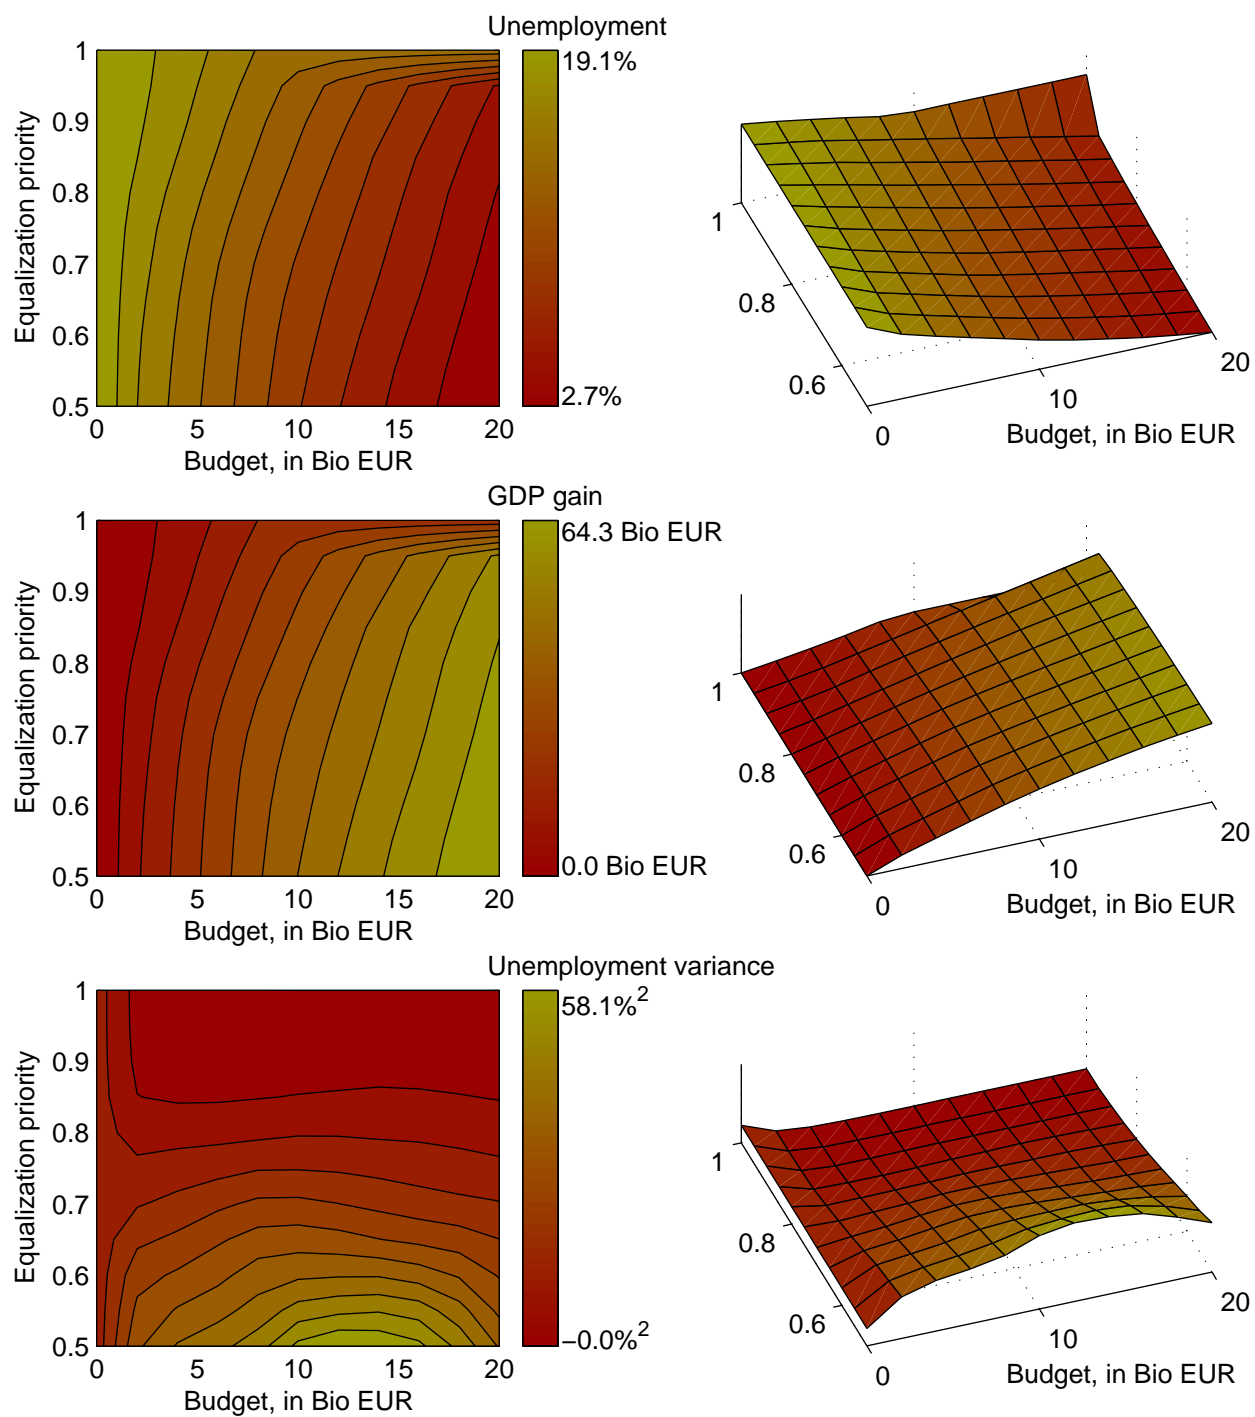 Unemployment
1
0.9
0.8
0.7
0.6
0.5
Equalization priority
0 5 10 15 20
Budget, in Bio EUR
19.1%
2.7%
1
0.8
0.6
0
10
20
Budget, in Bio EUR
GDP gain
1
0.9
0.8
0.7
0.6
0.5
Equalization priority
0 5 10 15 20
Budget, in Bio EUR
64.3 Bio EUR
0.0 Bio EUR
1
0.8
0.6
0
10
20
Budget, in Bio EUR
Unemployment variance
1
0.9
0.8
0.7
0.6
0.5
Equalization priority
0 5 10 15 20
Budget, in Bio EUR
58.1%²
−0.0%²
1
0.8
0.6
0
10
20
Budget, in Bio EUR